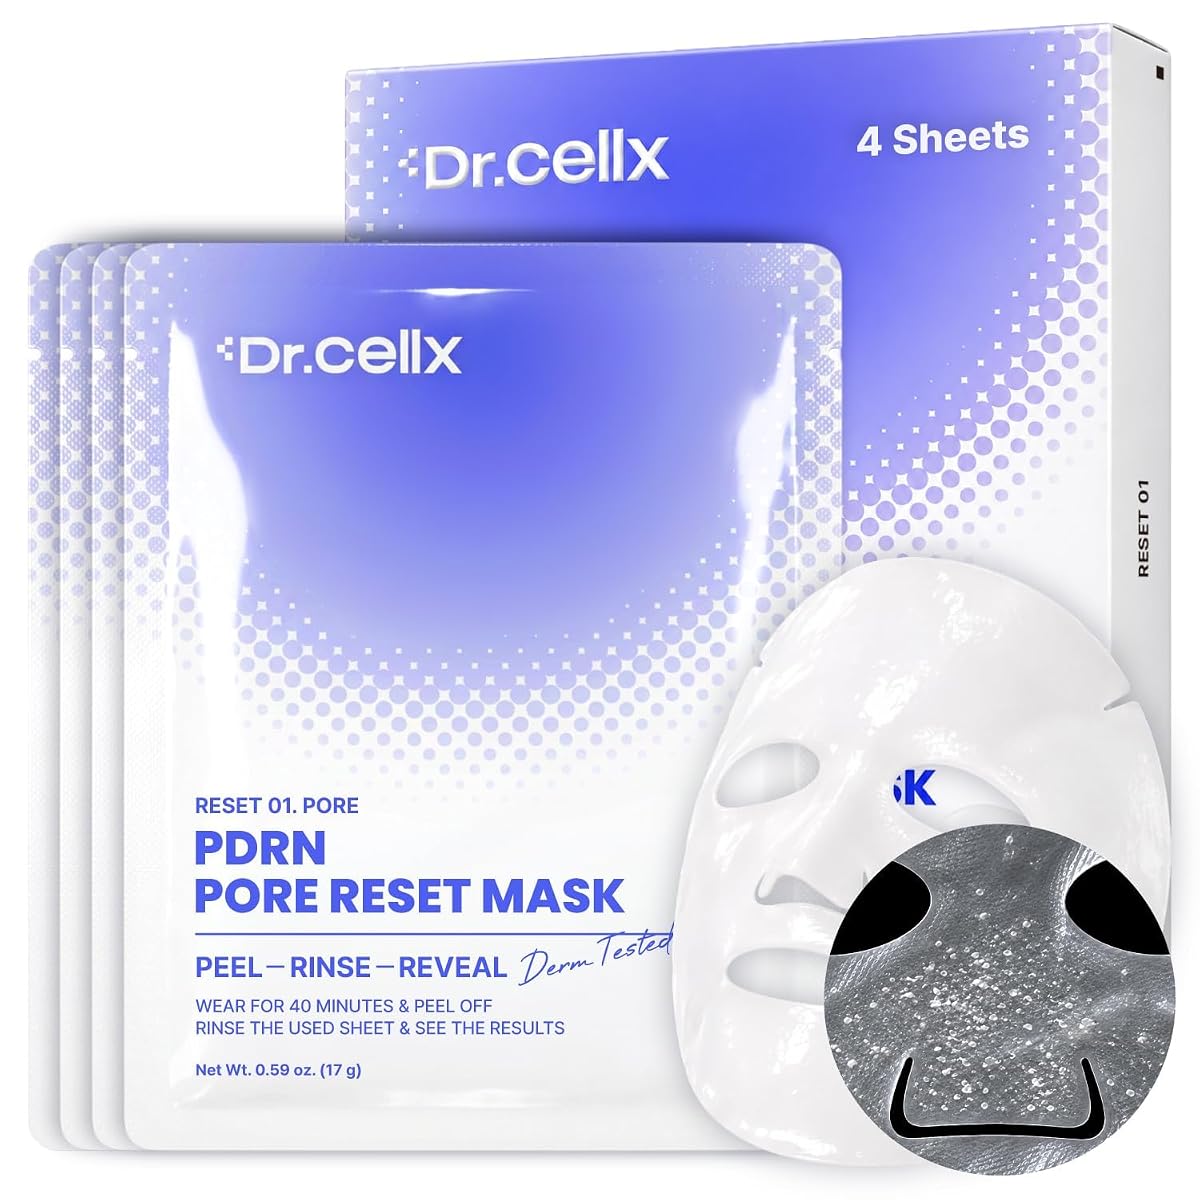 Dr.cellx
4 Sheets
RESET 01
Dr.cellx
RESET 01. PORE
PDRN
PORE RESET MASK
PEEL – RINSE – REVEAL Derm Tested
WEAR FOR 40 MINUTES & PEEL OFF
RINSE THE USED SHEET & SEE THE RESULTS
Net Wt. 0.59 oz. (17 g)